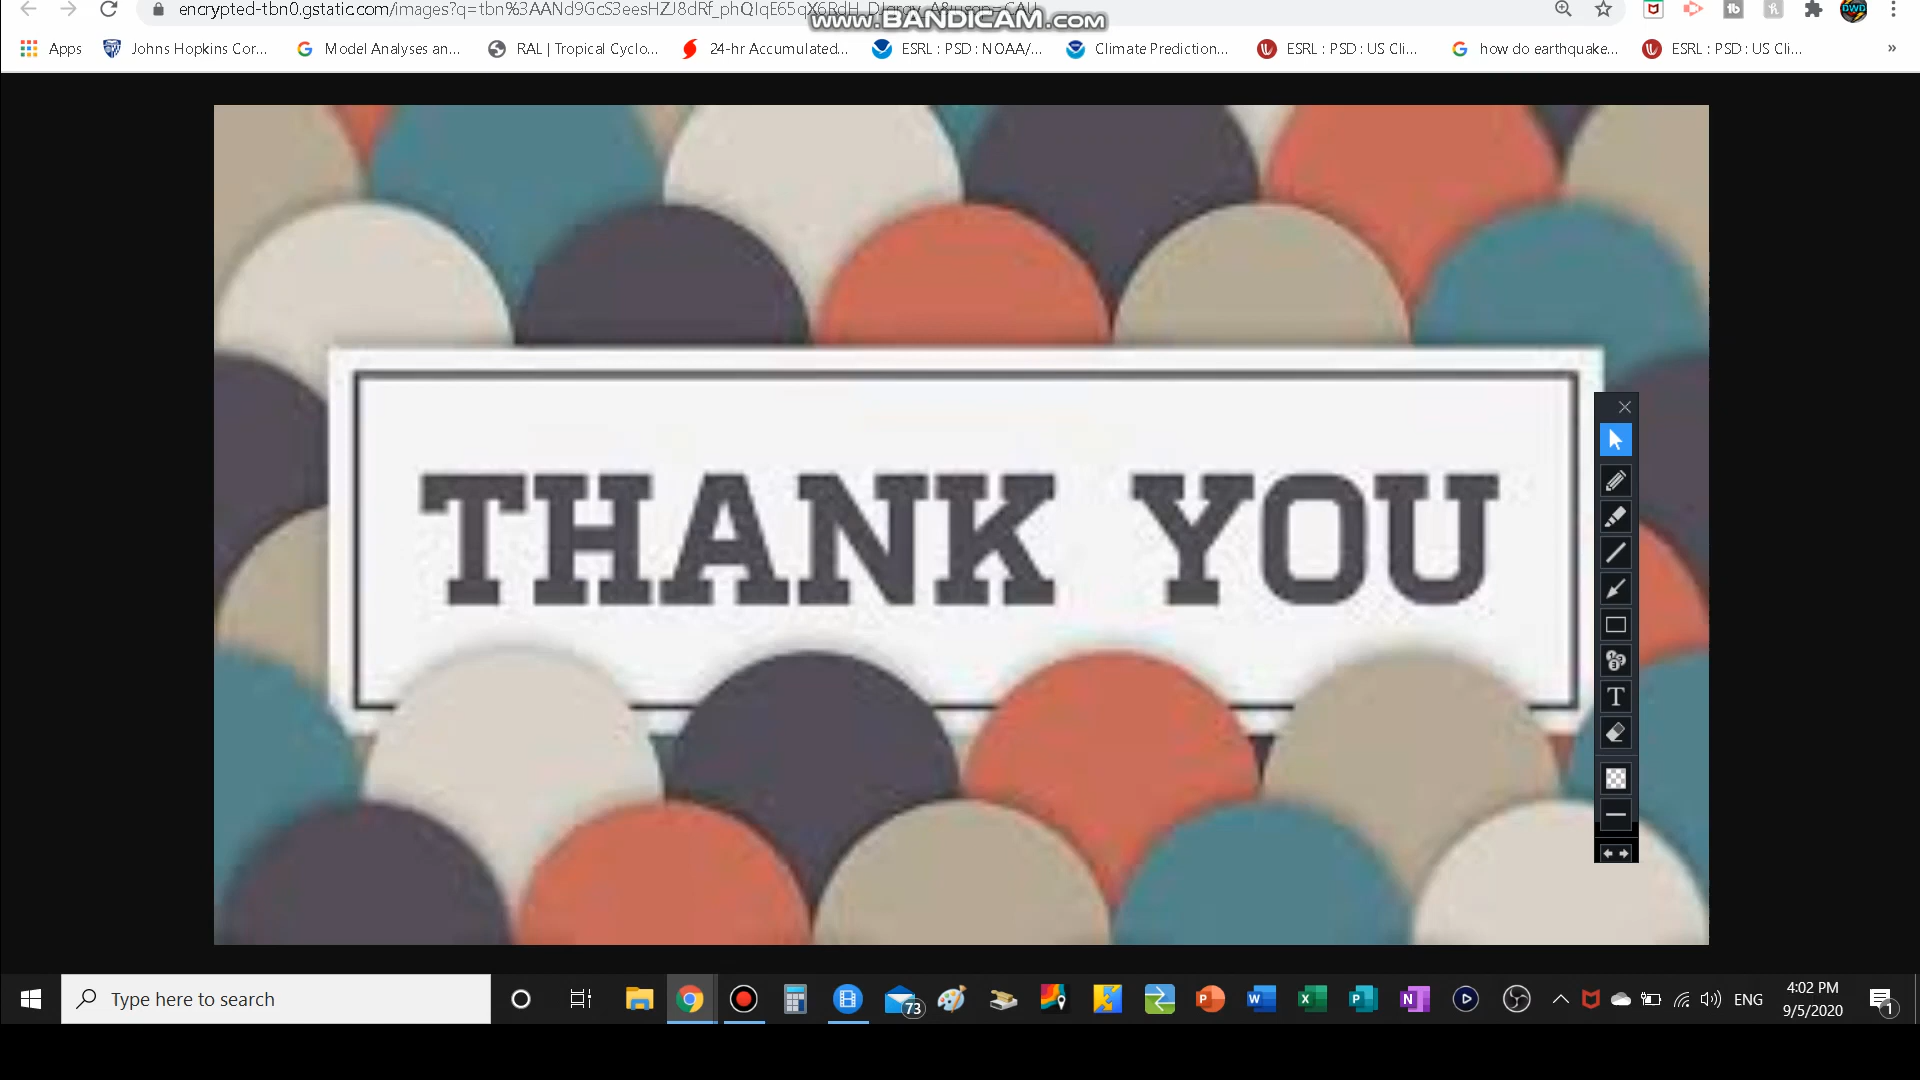 encrypted-tbn0.gstatic.com/images?q=tbn%3AANd9GcS3eesHZJ8dRf_phQIqE65qX6RdH
www.BANDICAM.com
Apps
Johns Hopkins Cor...
Model Analyses an...
RAL | Tropical Cyclo...
24-hr Accumulated...
ESRL : PSD : NOAA/...
Climate Prediction...
ESRL : PSD : US Cli...
how do earthquake...
ESRL : PSD : US Cli...
»
THANK YOU
T
Type here to search
73
ENG
4:02 PM
9/5/2020
1